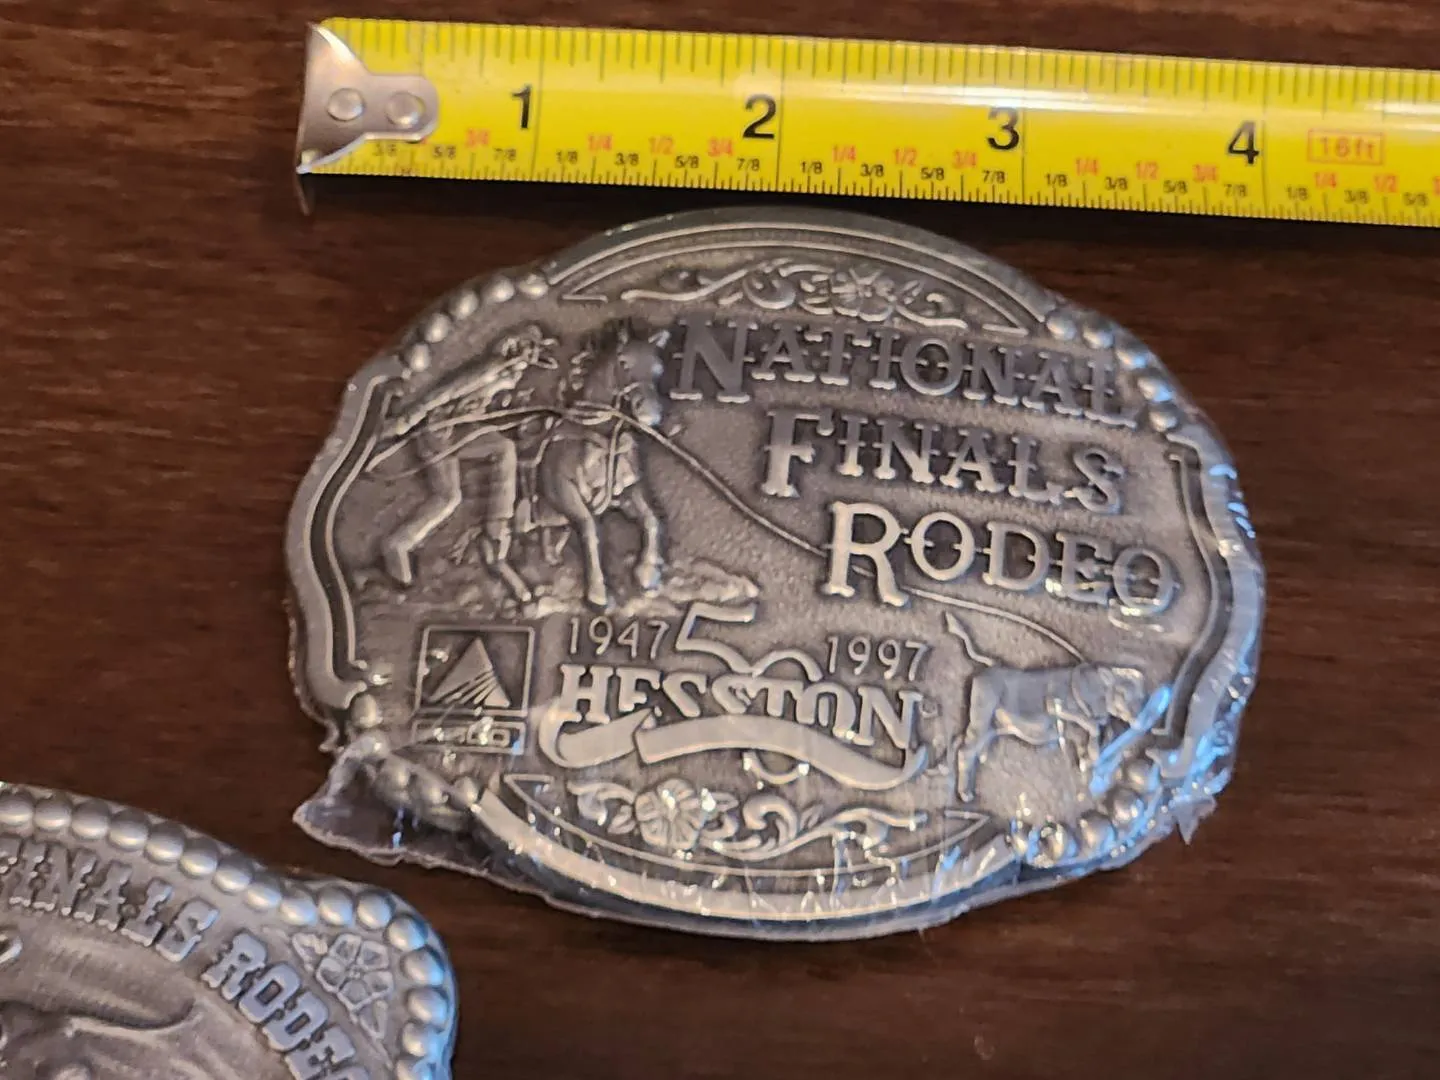 1 2 3 4 16ft
3/8 5/8 3/4 7/8 1/8 1/4 3/8 1/2 5/8 3/4 7/8 1/8 1/4 3/8 1/2 5/8 3/4 7/8 1/8 1/4 3/8 1/2 5/8 3/4 7/8 1/8 1/4 3/8 1/2 5/8
NATIONAL
FINALS
RODEO
1947 50 1997
HESSTON
FINALS RODEO